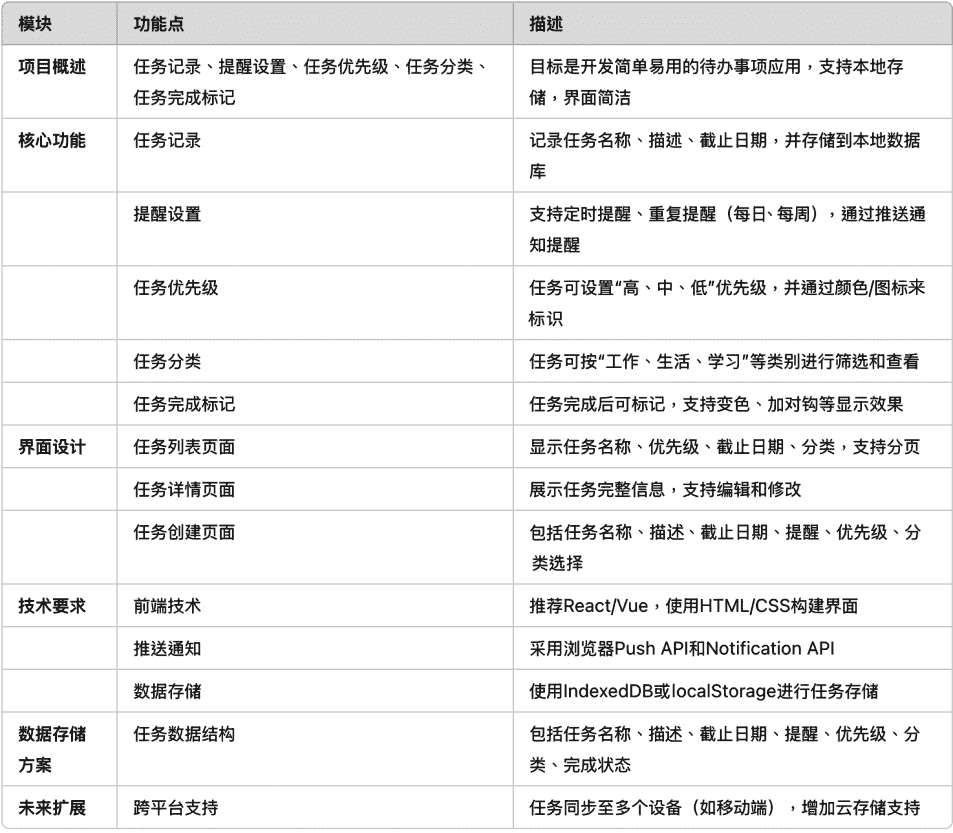 模块 功能点 描述
项目概述 任务记录、提醒设置、任务优先级、任务分类、 目标是开发简单易用的待办事项应用，支持本地存
任务完成标记 储，界面简洁
核心功能 任务记录 记录任务名称、描述、截止日期，并存储到本地数据
库
提醒设置 支持定时提醒、重复提醒（每日、每周），通过推送通
知提醒
任务优先级 任务可设置“高、中、低”优先级，并通过颜色/图标来
标识
任务分类 任务可按“工作、生活、学习”等类别进行筛选和查看
任务完成标记 任务完成后可标记，支持变色、加对钩等显示效果
界面设计 任务列表页面 显示任务名称、优先级、截止日期、分类，支持分页
任务详情页面 展示任务完整信息，支持编辑和修改
任务创建页面 包括任务名称、描述、截止日期、提醒、优先级、分
类选择
技术要求 前端技术 推荐React/Vue，使用HTML/CSS构建界面
推送通知 采用浏览器Push API和Notification API
数据存储 使用IndexedDB或localStorage进行任务存储
数据存储 任务数据结构 包括任务名称、描述、截止日期、提醒、优先级、分
方案 类、完成状态
未来扩展 跨平台支持 任务同步至多个设备（如移动端），增加云存储支持